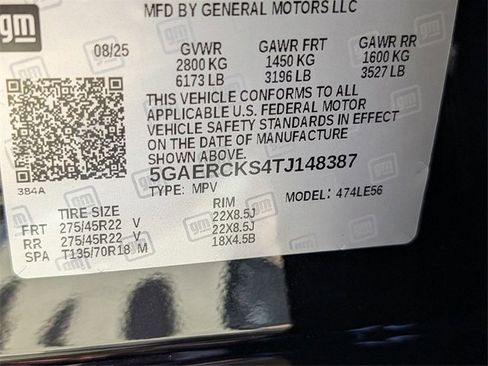 MFD BY GENERAL MOTORS LLC
gm
08/25 GVWR GAWR FRT GAWR RR
2800 KG 1450 KG 1600 KG
6173 LB 3196 LB 3527 LB
THIS VEHICLE CONFORMS TO ALL
APPLICABLE U.S. FEDERAL MOTOR
VEHICLE SAFETY STANDARDS IN EFFECT
ON THE DATE OF MANUFACTURE
SHOWN ABOVE.
384A
5GAERCKS4TJ148387
TYPE: MPV MODEL: 474LE56
TIRE SIZE RIM
FRT 275/45R22 V 22X8.5J
RR 275/45R22 V 22X8.5J
SPA T135/70R18 M 18X4.5B